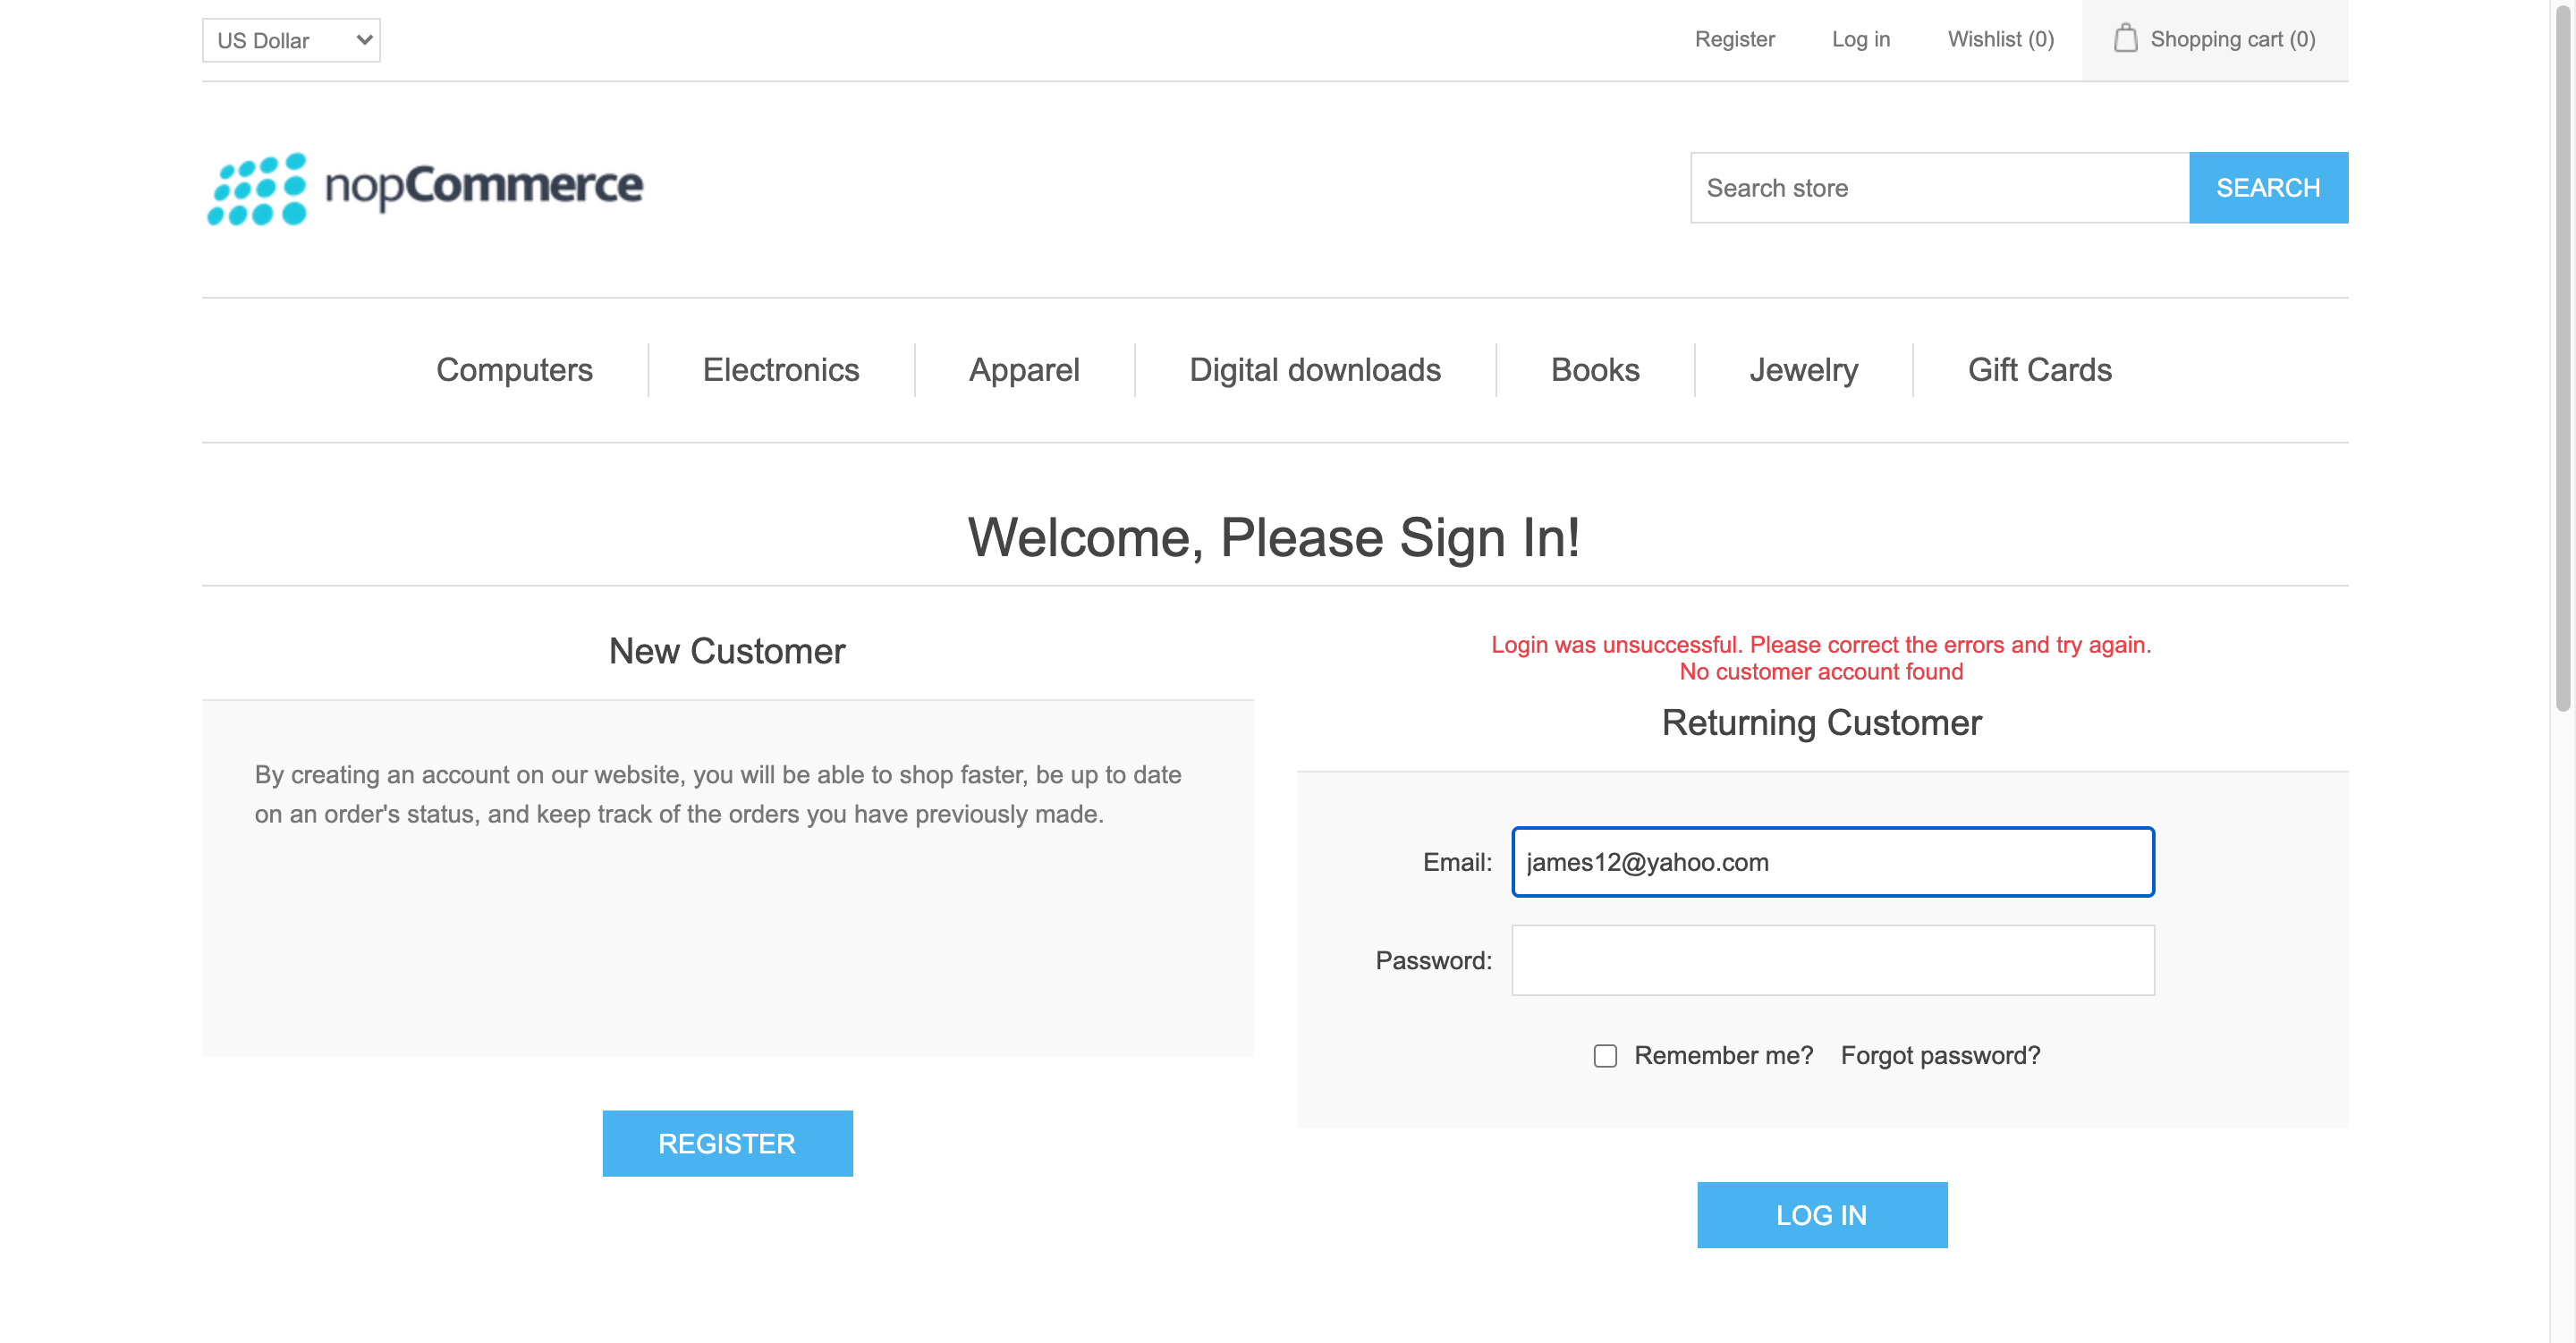 US Dollar
Register
Log in
Wishlist (0)
Shopping cart (0)
nopCommerce
Search store
SEARCH
Computers
Electronics
Apparel
Digital downloads
Books
Jewelry
Gift Cards
Welcome, Please Sign In!
New Customer
By creating an account on our website, you will be able to shop faster, be up to date
on an order's status, and keep track of the orders you have previously made.
REGISTER
Login was unsuccessful. Please correct the errors and try again.
No customer account found
Returning Customer
Email:
james12@yahoo.com
Password:
Remember me?
Forgot password?
LOG IN